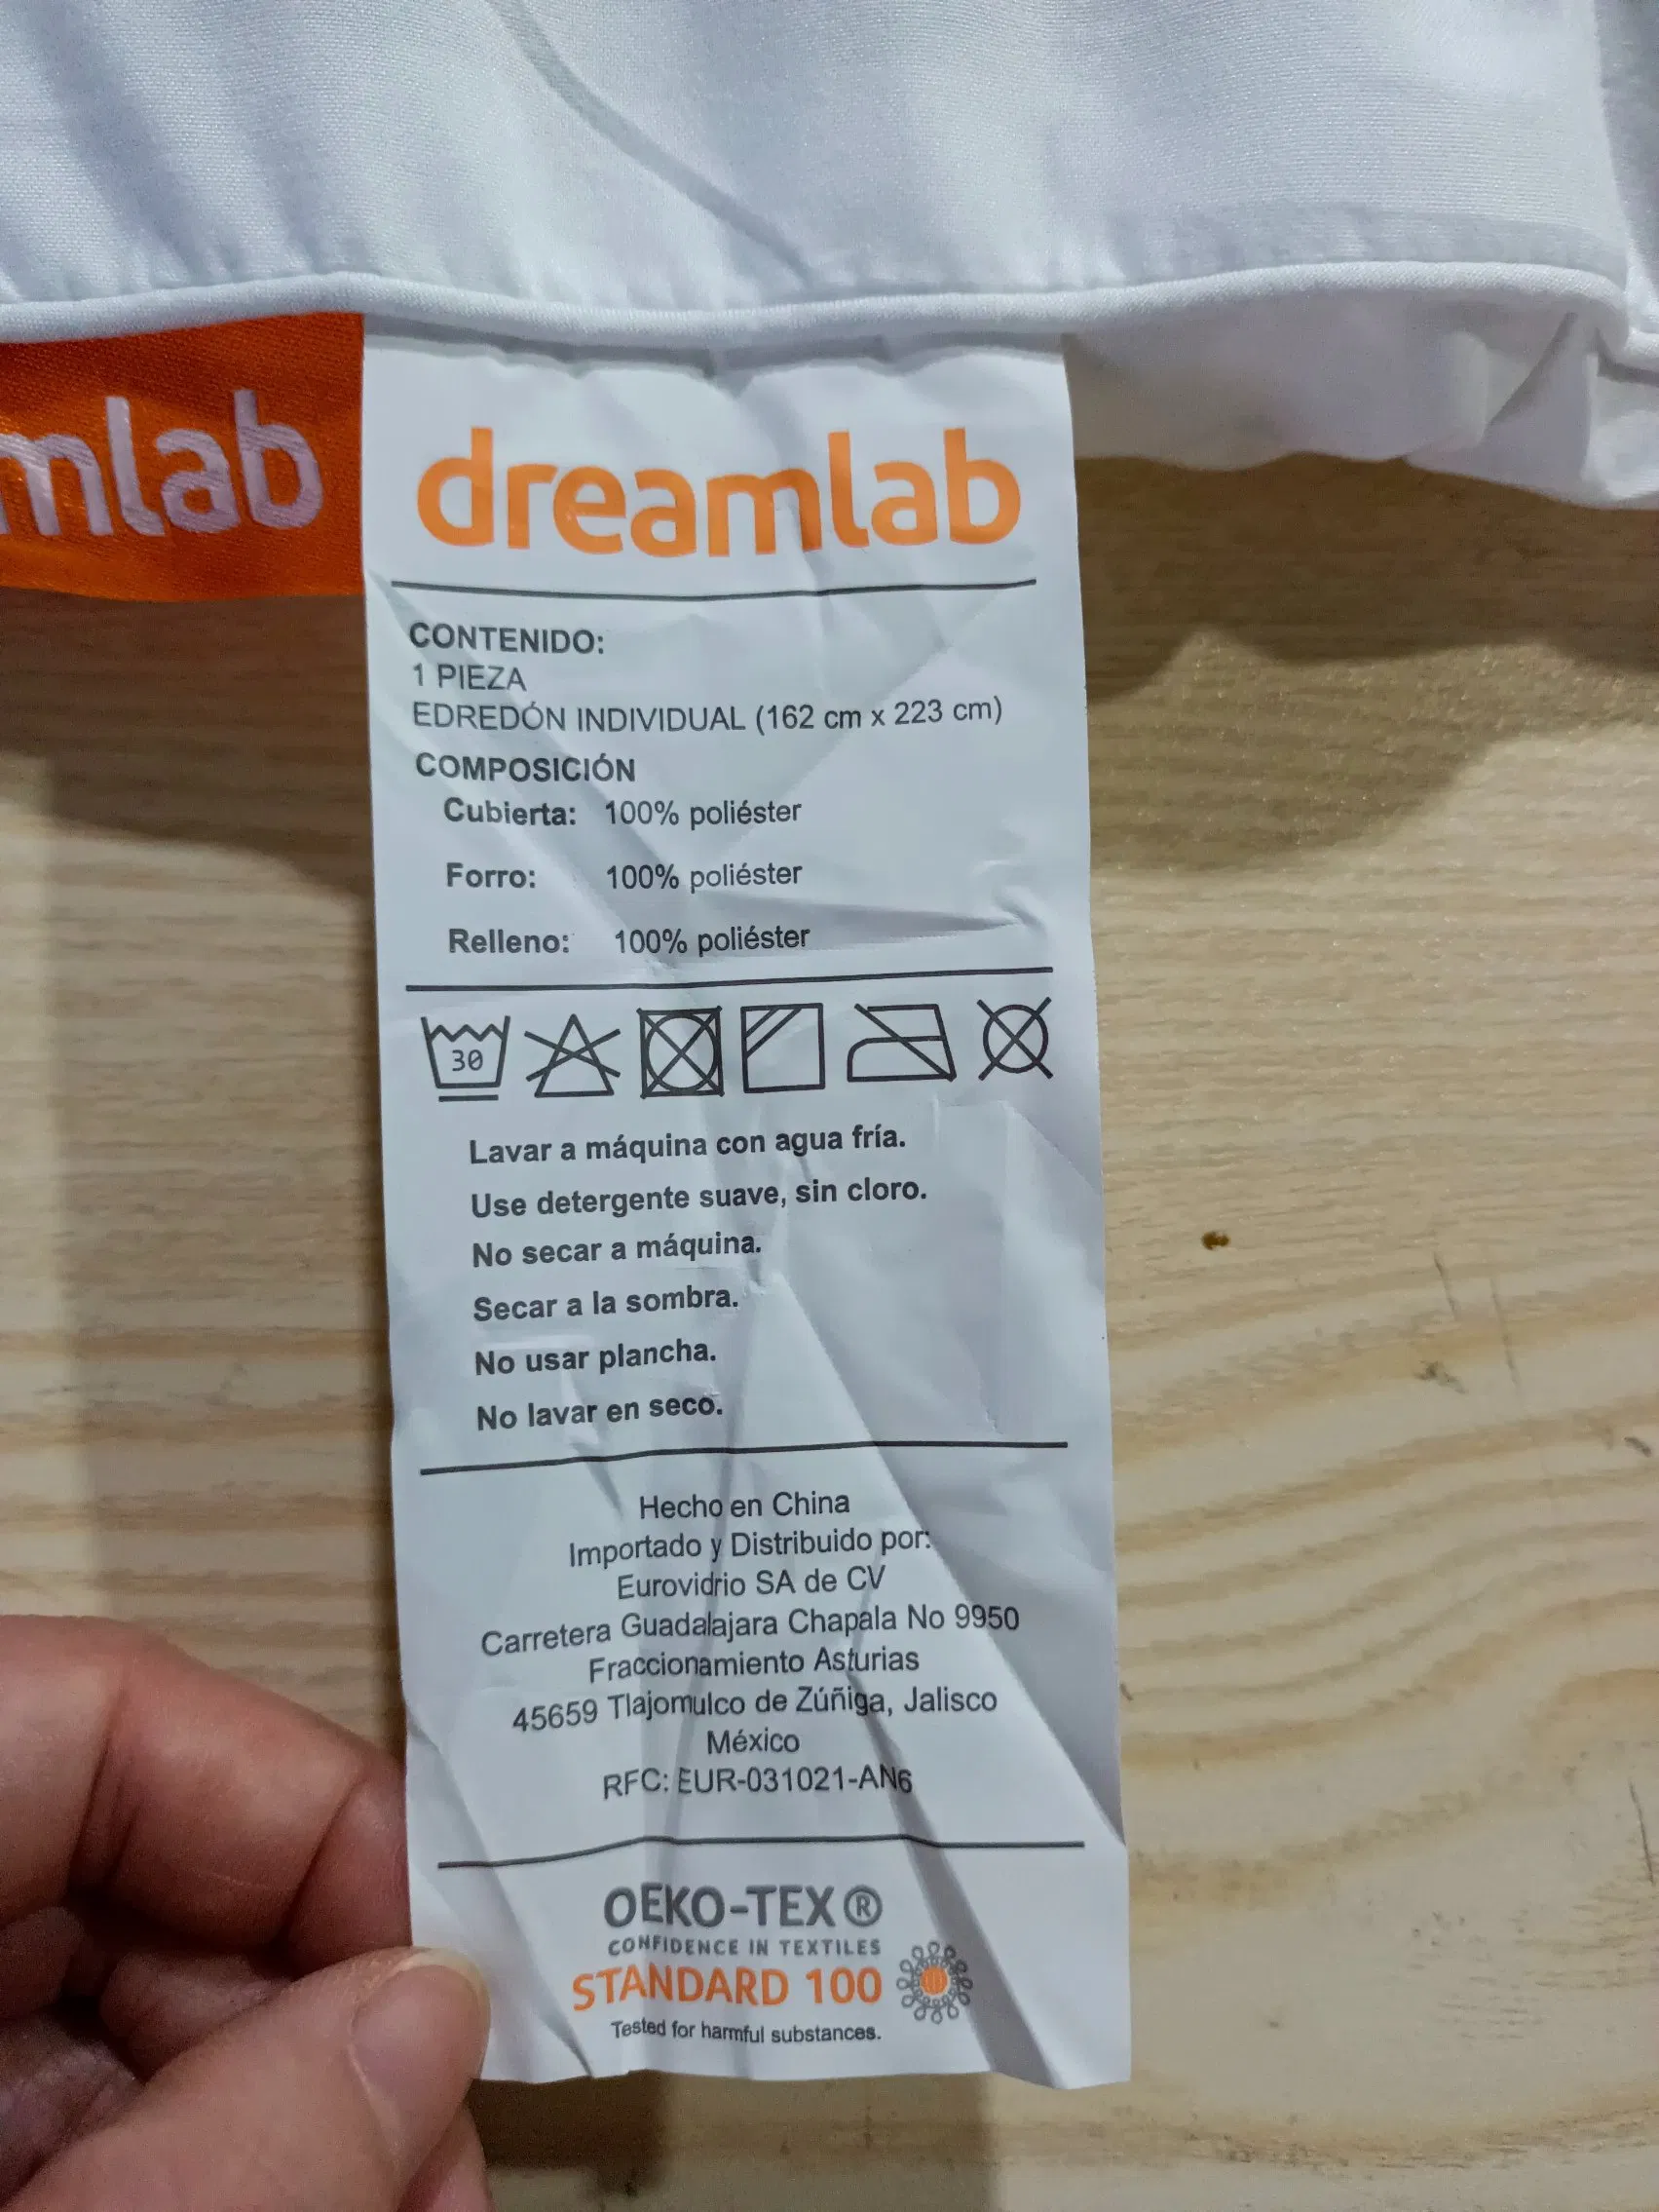 mlab
dreamlab
CONTENIDO:
1 PIEZA
EDREDÓN INDIVIDUAL (162 cm x 223 cm)
COMPOSICIÓN
Cubierta: 100% poliéster
Forro: 100% poliéster
Relleno: 100% poliéster
30
Lavar a máquina con agua fría.
Use detergente suave, sin cloro.
No secar a máquina.
Secar a la sombra.
No usar plancha.
No lavar en seco.
Hecho en China
Importado y Distribuido por:
Eurovidrio SA de CV
Carretera Guadalajara Chapala No 9950
Fraccionamiento Asturias
45659 Tlajomulco de Zúñiga, Jalisco
México
RFC: EUR-031021-AN6
OEKO-TEX®
CONFIDENCE IN TEXTILES
STANDARD 100
Tested for harmful substances.